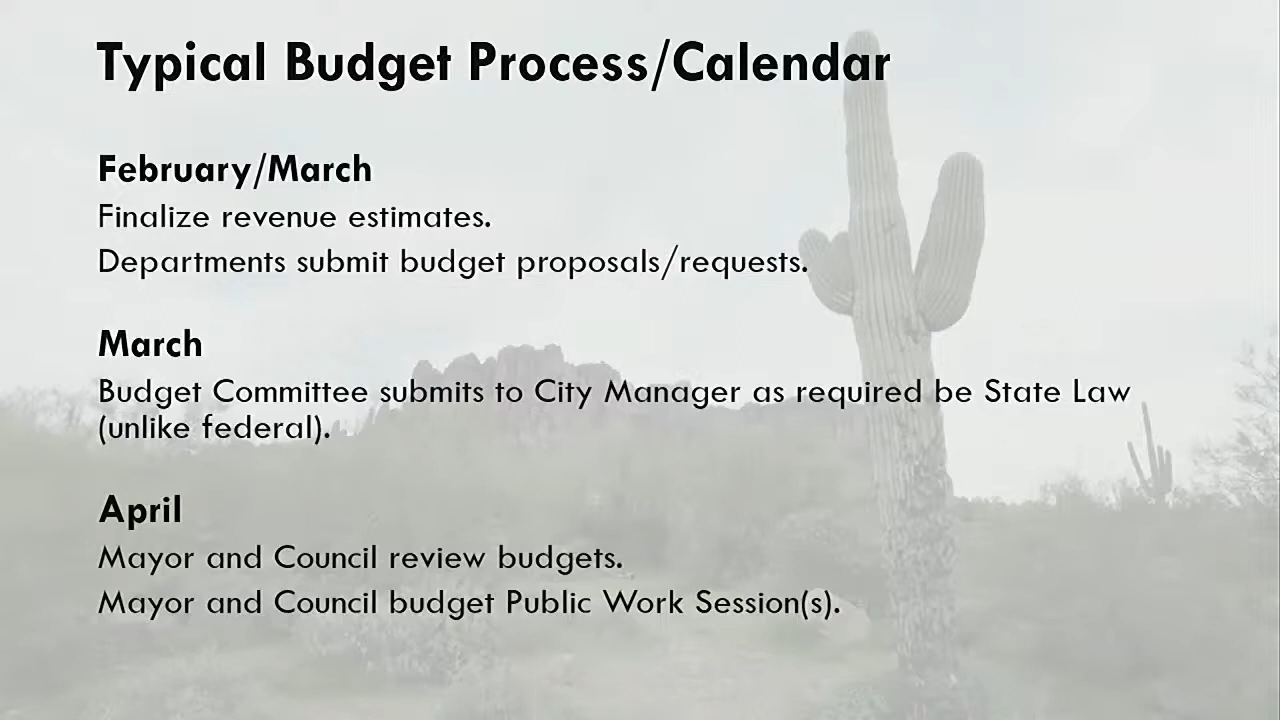 Typical Budget Process/Calendar
February/March
Finalize revenue estimates.
Departments submit budget proposals/requests.
March
Budget Committee submits to City Manager as required be State Law
(unlike federal).
April
Mayor and Council review budgets.
Mayor and Council budget Public Work Session(s).